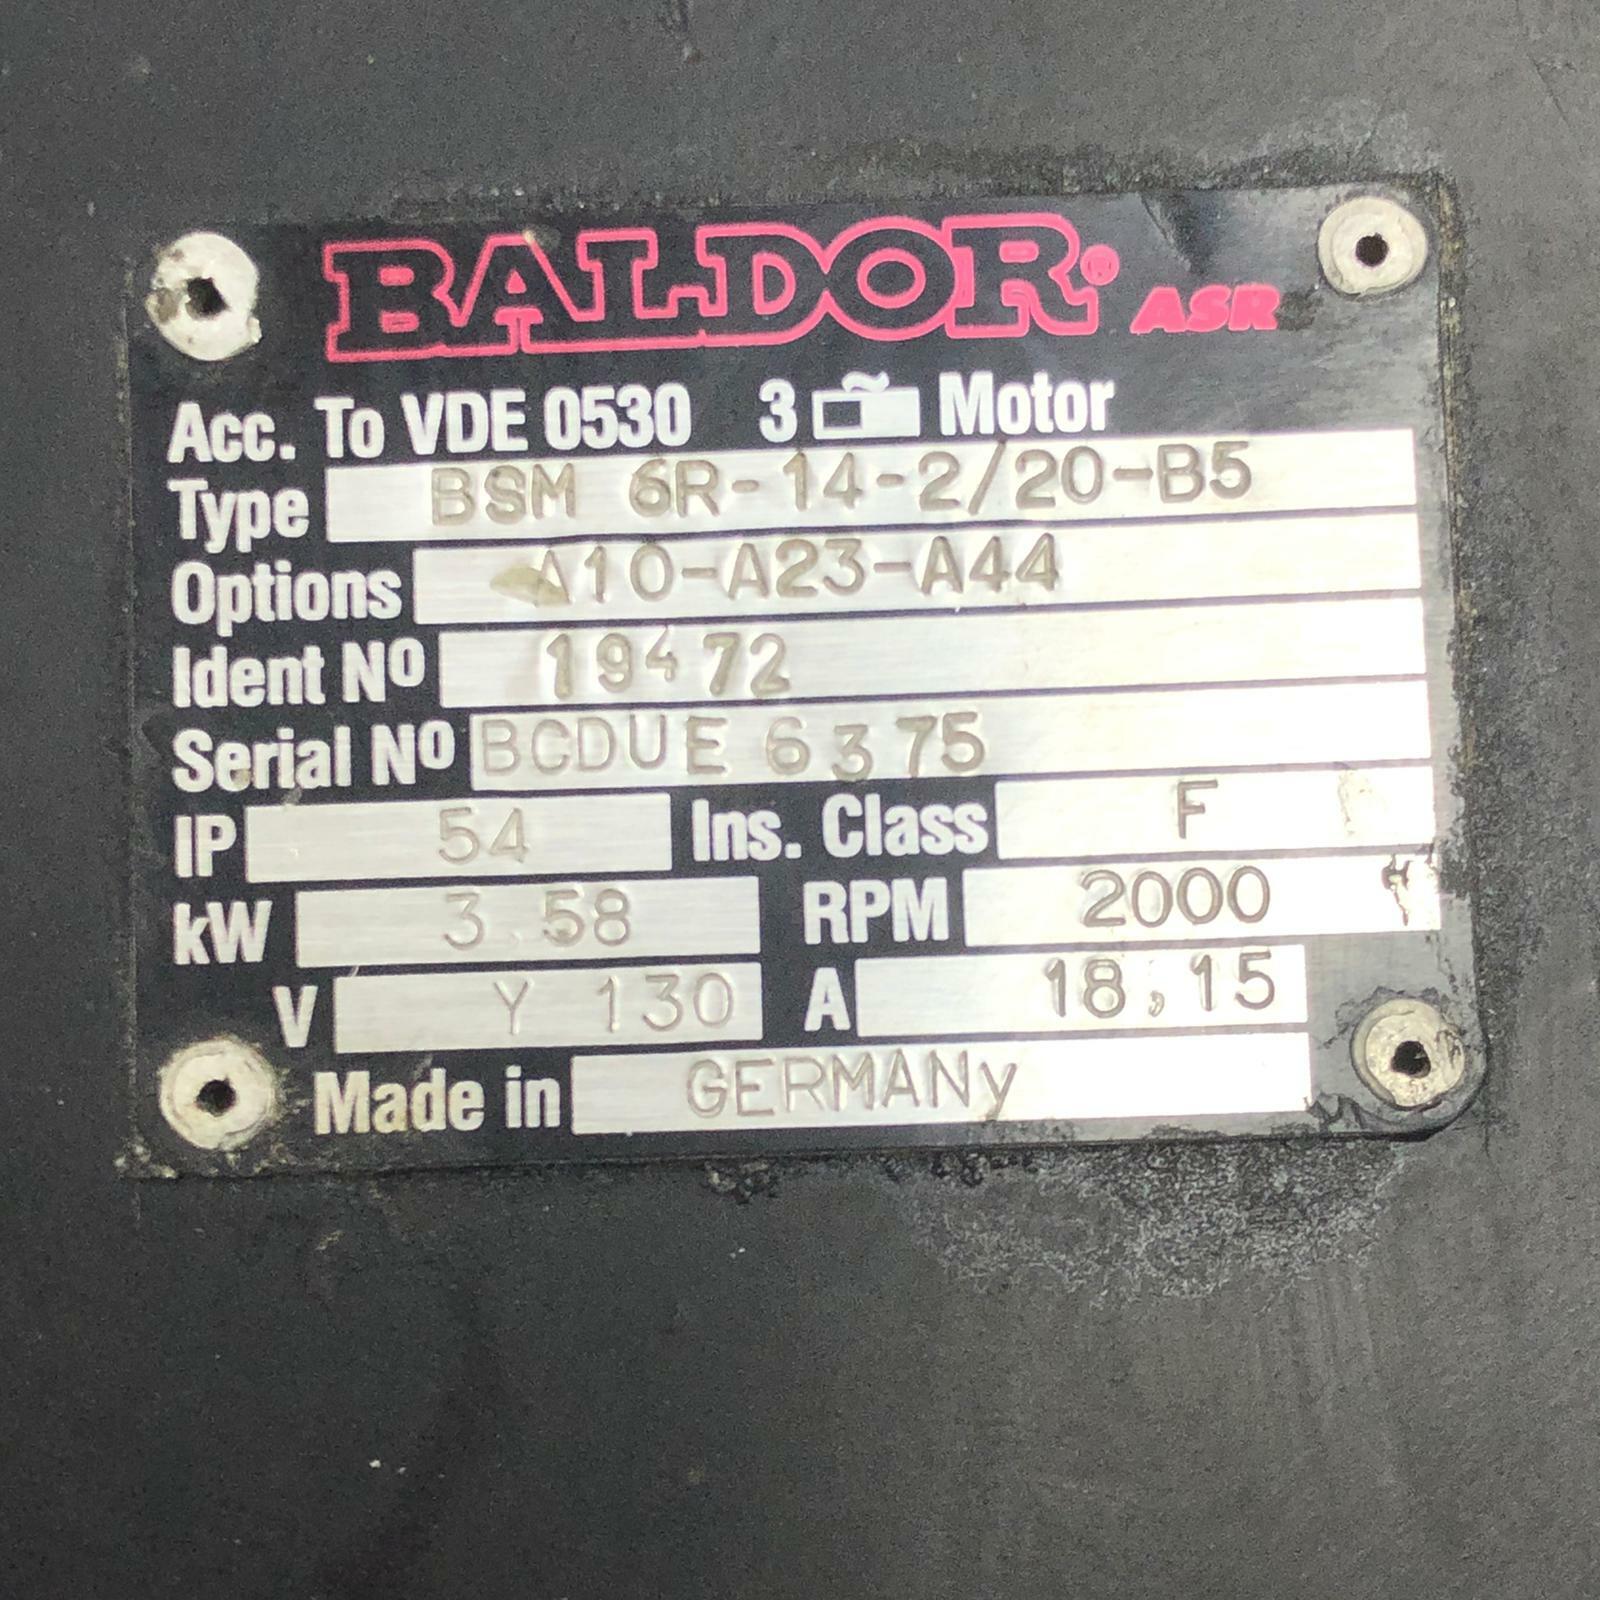 BALDOR® ASR
Acc. To VDE 0530 3~ Motor
Type BSM 6R-14-2/20-B5
Options A10-A23-A44
Ident Nº 19472
Serial Nº BCDUE 6375
IP 54 Ins. Class F
kW 3.58 RPM 2000
V Y 130 A 18,15
Made in GERMANy